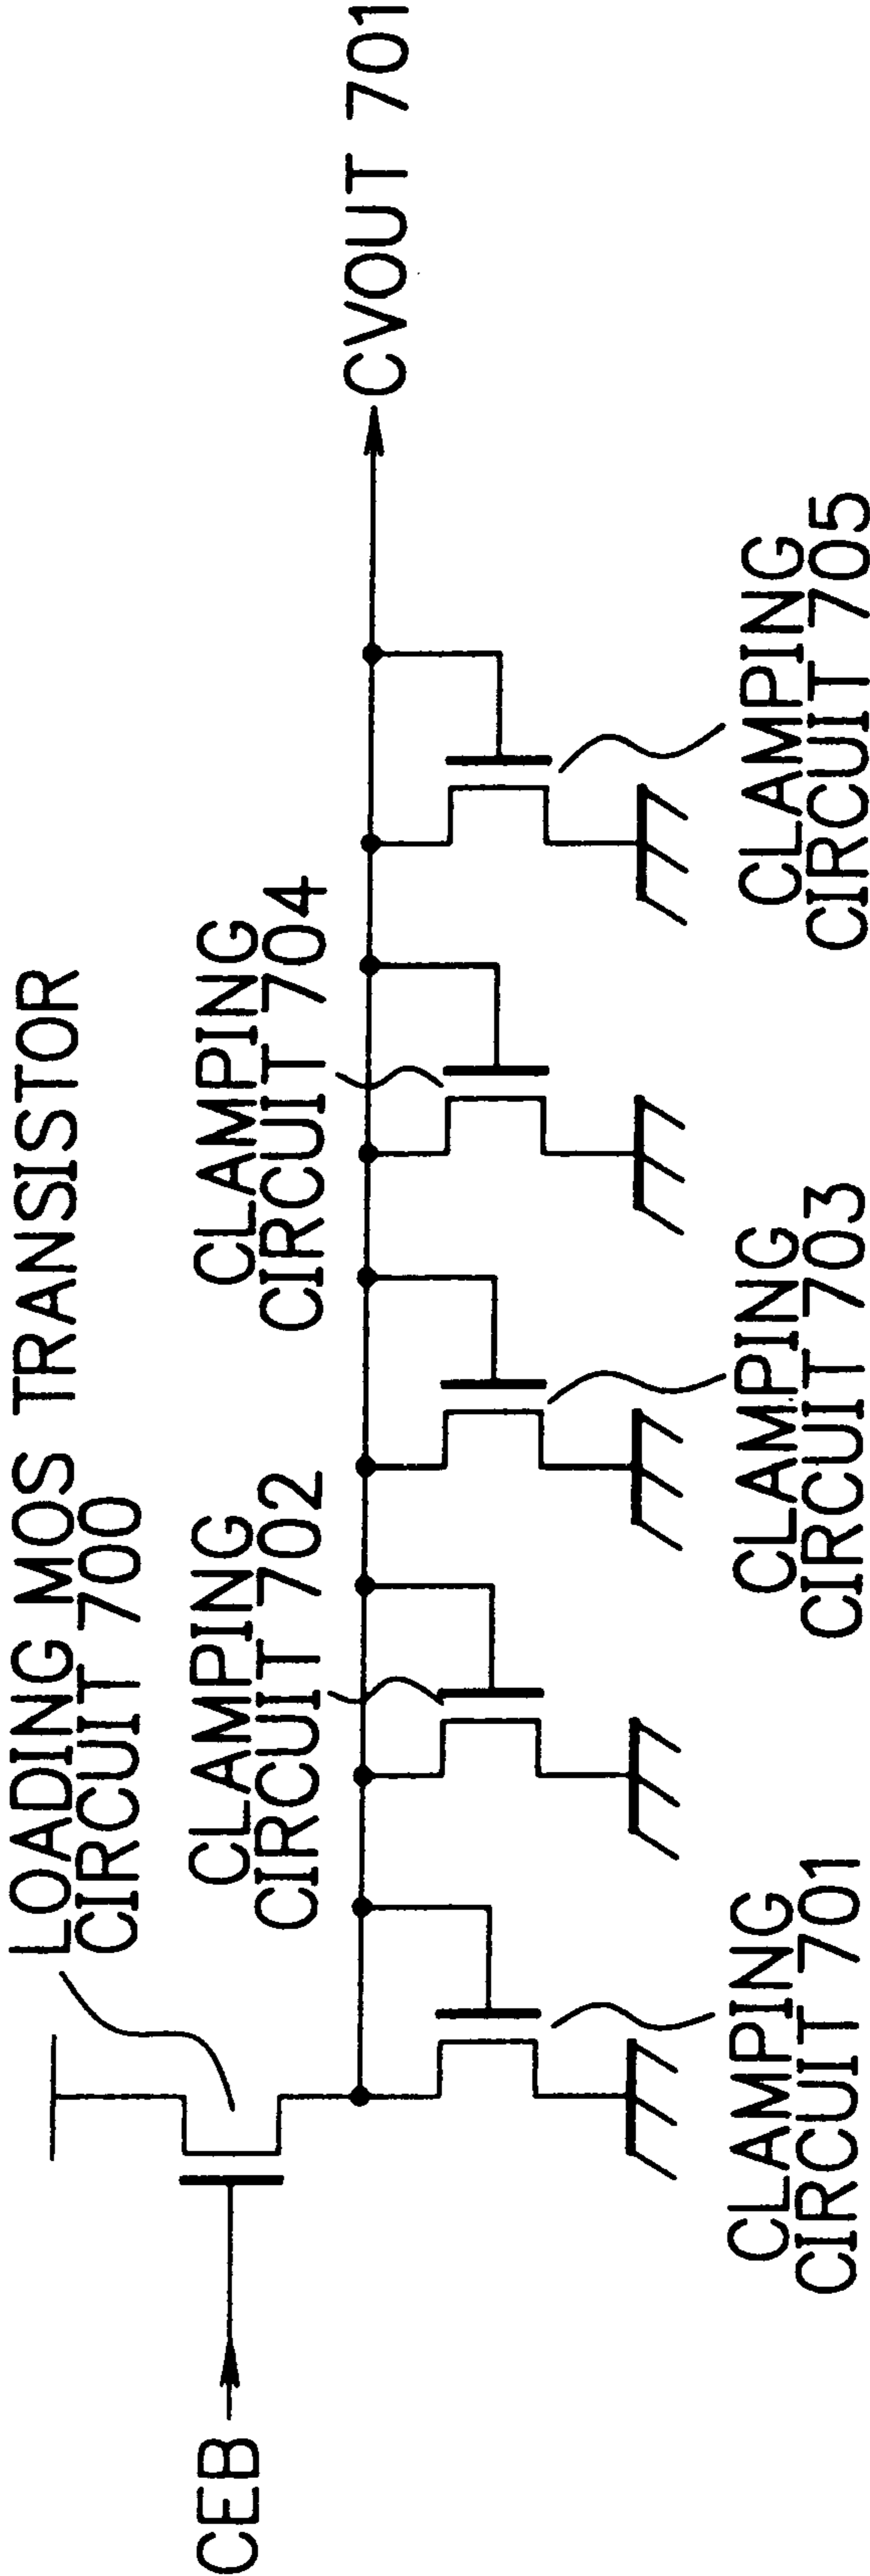 LOADING MOS TRANSISTOR
CIRCUIT 700
CEB
CLAMPING
CIRCUIT 702
CLAMPING
CIRCUIT 704
CVOUT 701
CLAMPING
CIRCUIT 701
CLAMPING
CIRCUIT 703
CLAMPING
CIRCUIT 705